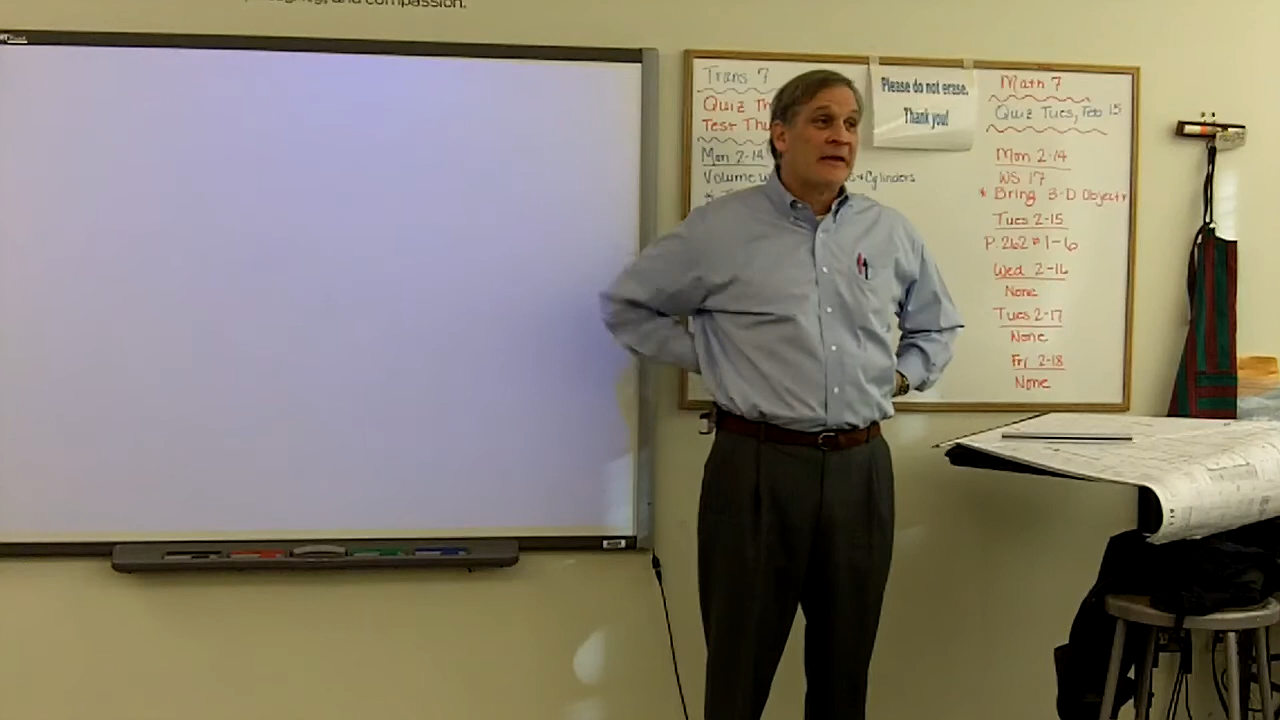 and compassion.
Trans 7
Quiz Th
Test Thu
Mon 2-14
Volume w
+ Cylinders
Please do not erase.
Thank you!
Math 7
Quiz Tues, Feb 15
Mon 2-14
WS 17
* Bring 3-D Objects
Tues 2-15
P. 262 # 1-6
Wed 2-16
None
Tues 2-17
None
Fri 2-18
None